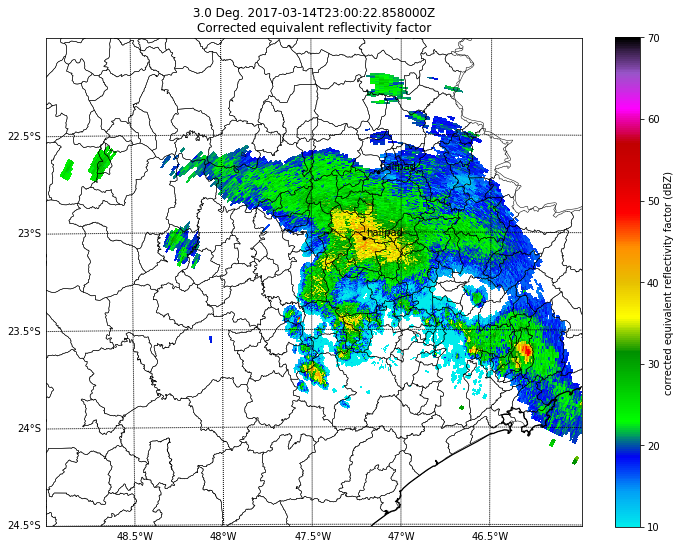 3.0 Deg. 2017-03-14T23:00:22.858000Z
Corrected equivalent reflectivity factor
22.5°S
23°S
23.5°S
24°S
24.5°S
48.5°W
48°W
47.5°W
47°W
46.5°W
hailpad
70
60
50
40
30
20
10
corrected equivalent reflectivity factor (dBZ)